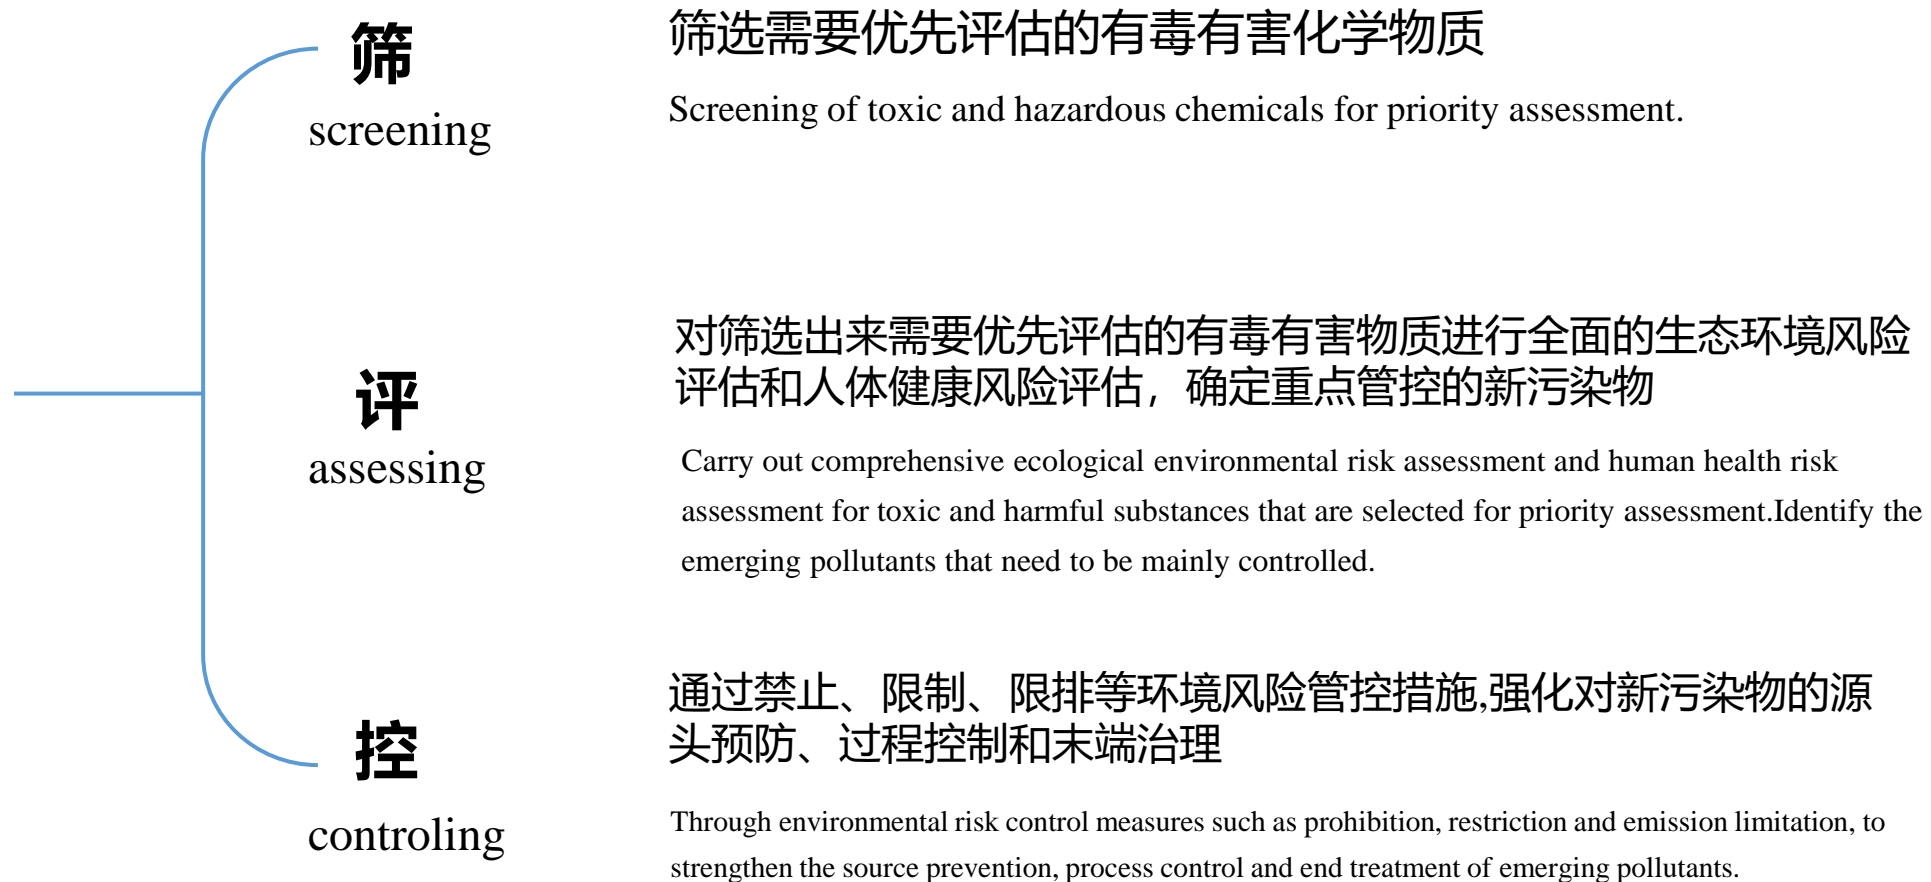 筛
screening
筛选需要优先评估的有毒有害化学物质
Screening of toxic and hazardous chemicals for priority assessment.
评
assessing
对筛选出来需要优先评估的有毒有害物质进行全面的生态环境风险
评估和人体健康风险评估，确定重点管控的新污染物
Carry out comprehensive ecological environmental risk assessment and human health risk
assessment for toxic and harmful substances that are selected for priority assessment.Identify the
emerging pollutants that need to be mainly controlled.
控
controling
通过禁止、限制、限排等环境风险管控措施,强化对新污染物的源
头预防、过程控制和末端治理
Through environmental risk control measures such as prohibition, restriction and emission limitation, to
strengthen the source prevention, process control and end treatment of emerging pollutants.